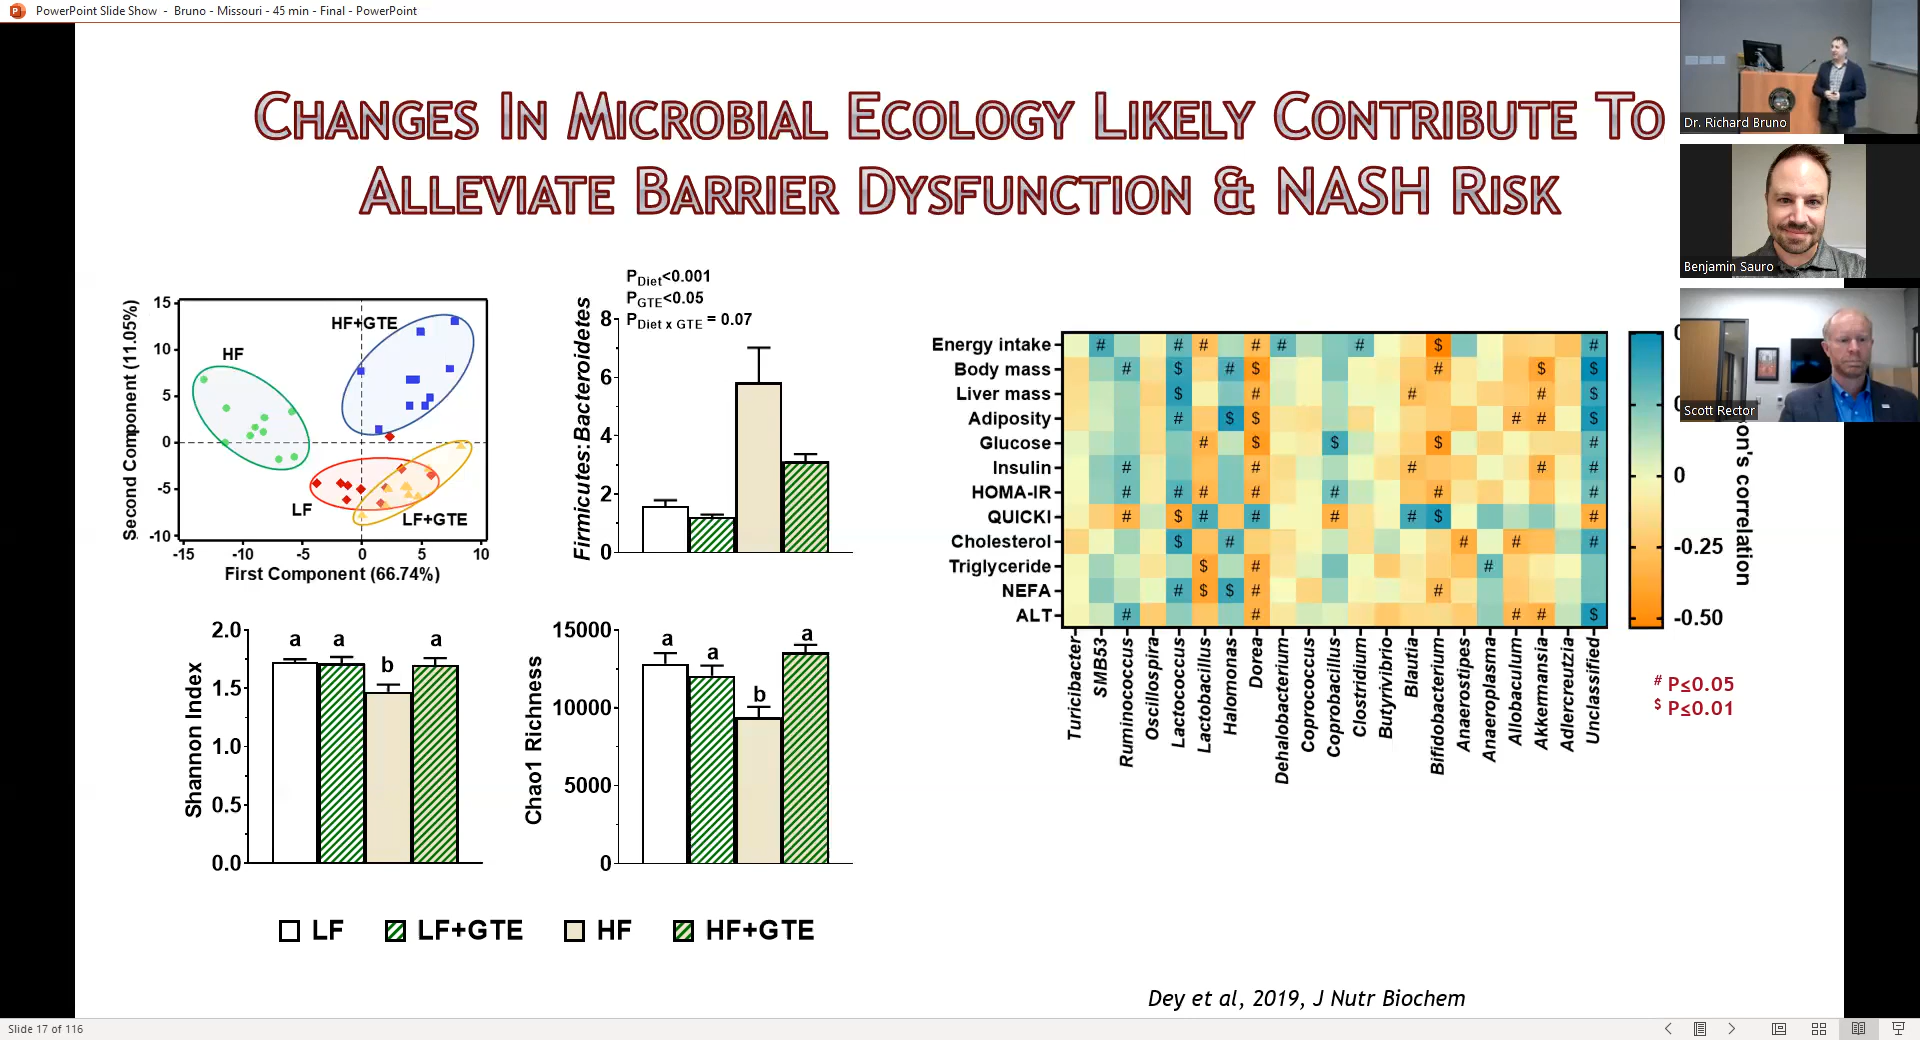 PowerPoint Slide Show - Bruno - Missouri - 45 min - Final - PowerPoint
CHANGES IN MICROBIAL ECOLOGY LIKELY CONTRIBUTE TO
ALLEVIATE BARRIER DYSFUNCTION & NASH RISK
Dr. Richard Bruno
Benjamin Sauro
Scott Rector
Second Component (11.05%)
15
10
5
0
-5
-10
-15
-10
-5
0
5
10
First Component (66.74%)
HF+GTE
HF
LF
LF+GTE
PDiet<0.001
PGTE<0.05
PDiet x GTE = 0.07
Firmicutes:Bacteroidetes
8
6
4
2
0
Energy intake # # # # # # $ #
Body mass # $ # $ # $ $
Liver mass $ # # # $
Adiposity # $ $ # # $
Glucose # $ $ $ #
Insulin # # # # #
HOMA-IR # # # # # # #
QUICKI # $ # # # # $ #
Cholesterol $ # # # #
Triglyceride $ # #
NEFA # $ $ # #
ALT # # # # $
Turicibacter
SMB53
Ruminococcus
Oscillospira
Lactococcus
Lactobacillus
Halomonas
Dorea
Dehalobacterium
Coprococcus
Coprobacillus
Clostridium
Butyrivibrio
Blautia
Bifidobacterium
Anaerostipes
Anaeroplasma
Allobaculum
Akkermansia
Adlercreutzia
Unclassified
0
-0.25
-0.50
on's correlation
# P≤0.05
$ P≤0.01
Shannon Index
2.0
1.5
1.0
0.5
0.0
a a b a
Chao1 Richness
15000
10000
5000
0
a a b a
LF LF+GTE HF HF+GTE
Dey et al, 2019, J Nutr Biochem
Slide 17 of 116